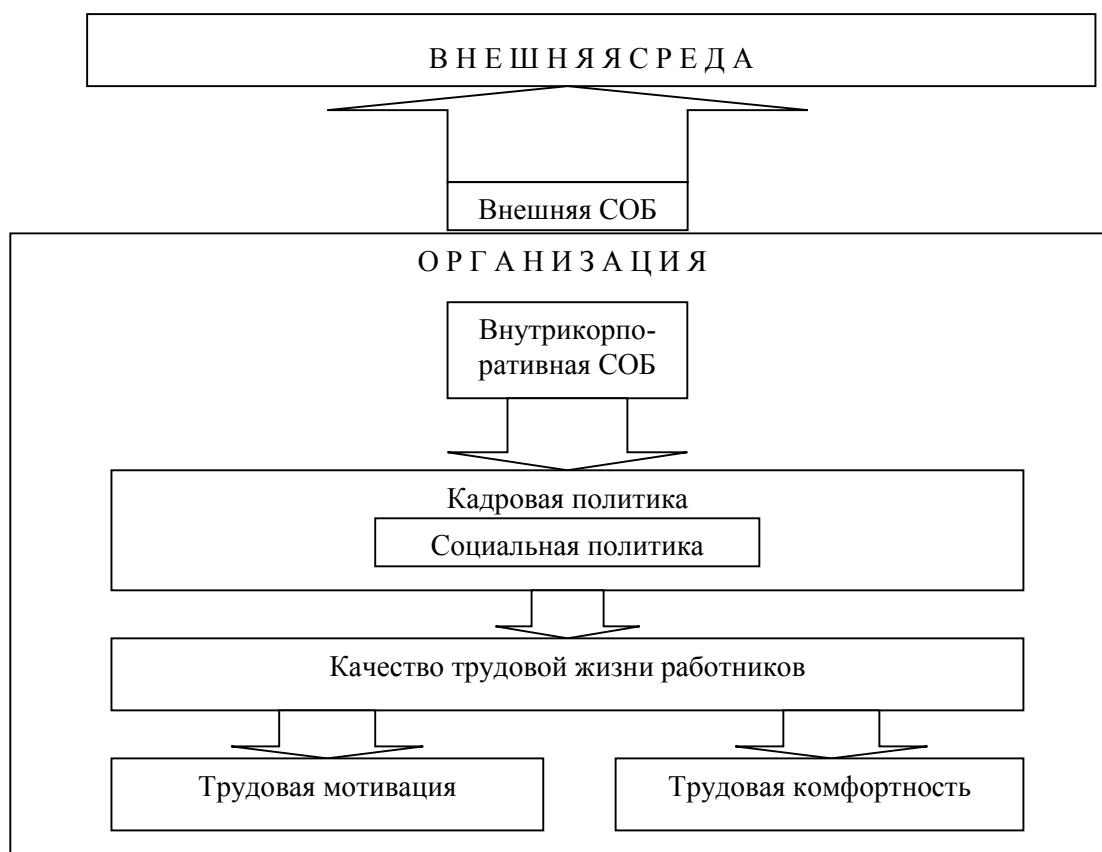 В Н Е Ш Н Я Я С Р Е Д А
Внешняя СОБ
О Р Г А Н И З А Ц И Я
Внутрикорпо-
ративная СОБ
Кадровая политика
Социальная политика
Качество трудовой жизни работников
Трудовая мотивация
Трудовая комфортность